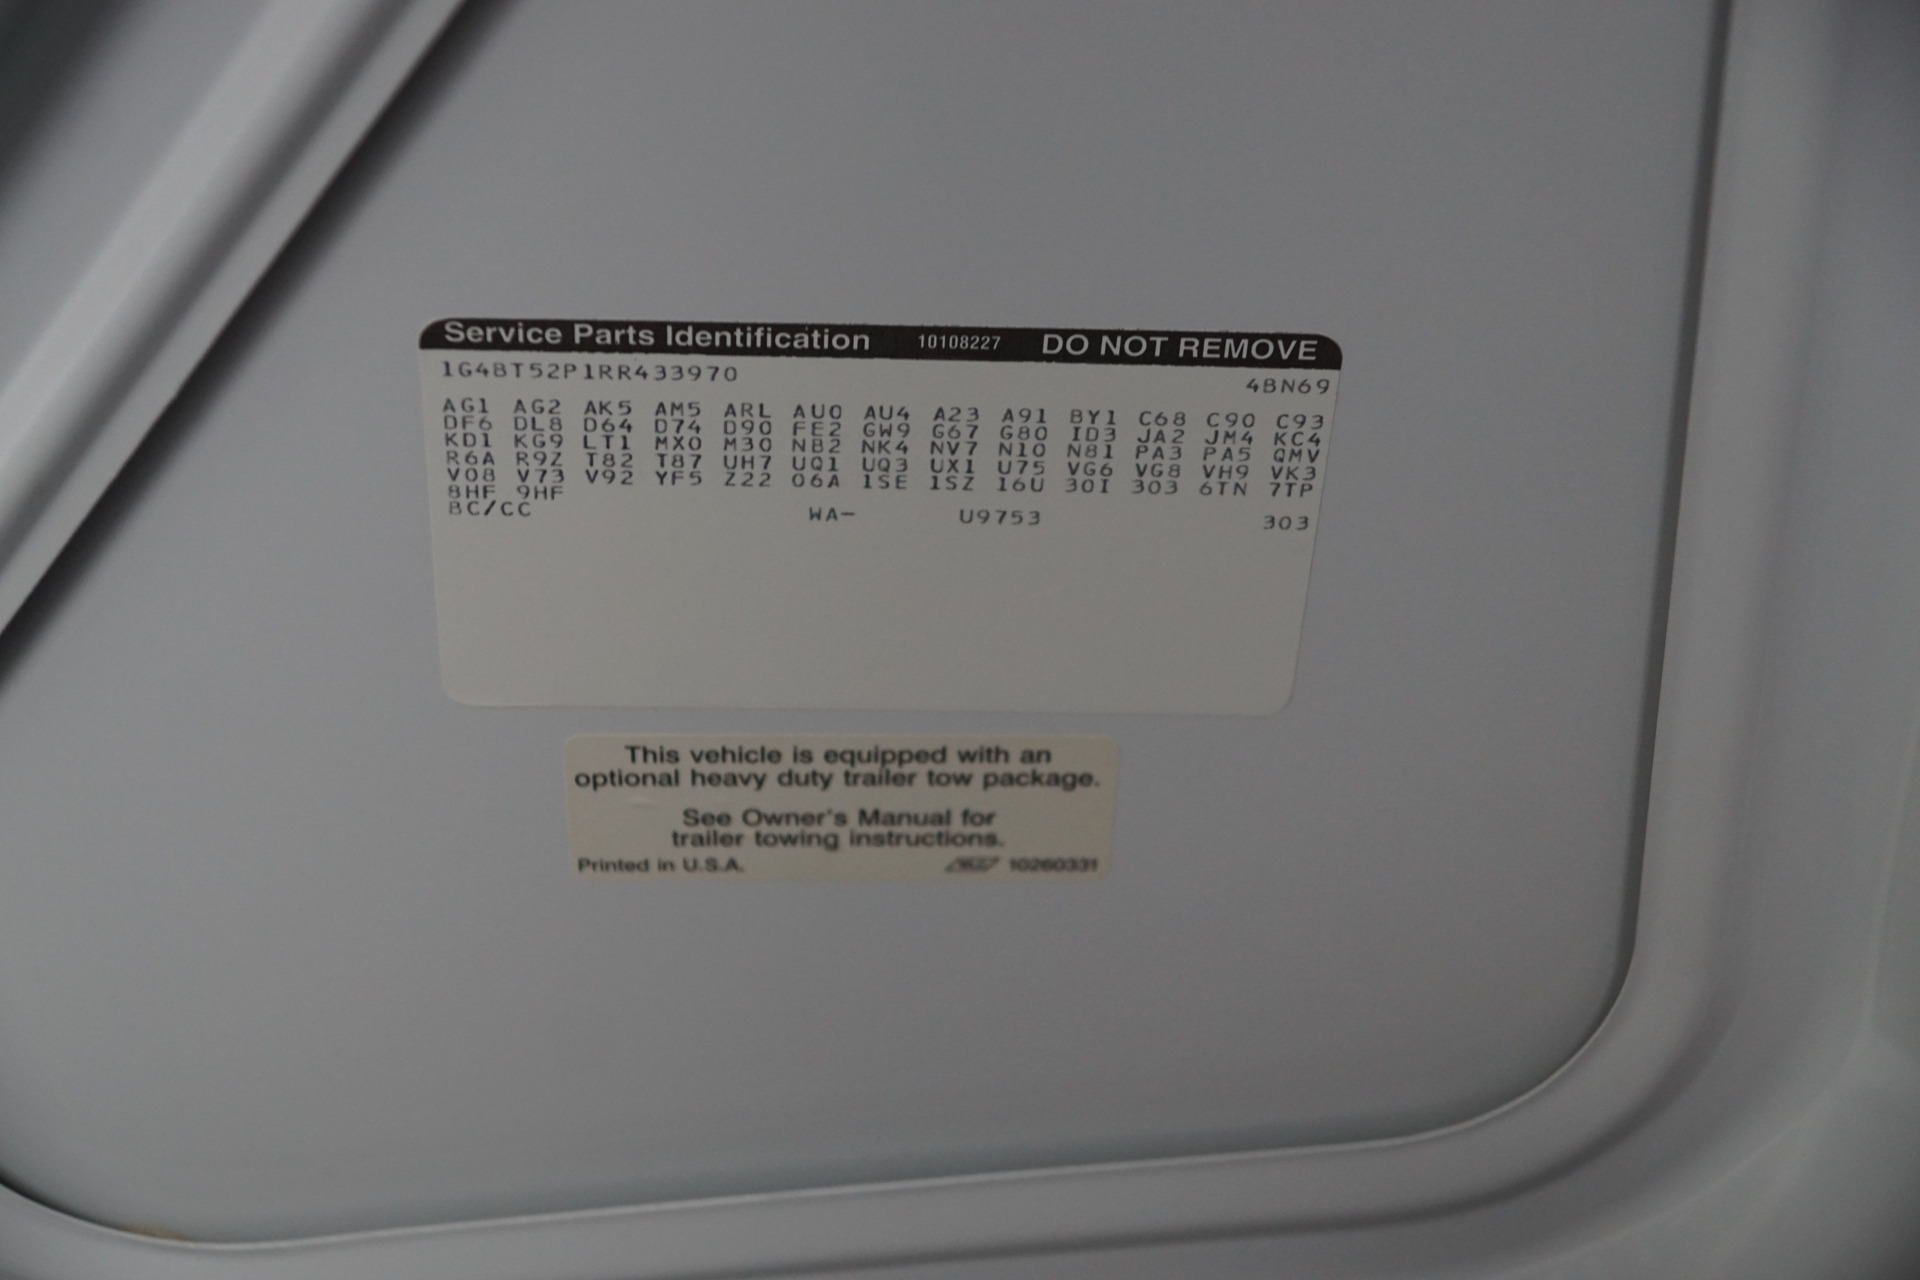 Service Parts Identification 10108227 DO NOT REMOVE
1G4BT52P1RR433970 4BN69
AG1 AG2 AK5 AM5 ARL AU0 AU4 A23 A91 BY1 C68 C90 C93
DF6 DL8 D64 D74 D90 FE2 GW9 G67 G80 ID3 JA2 JM4 KC4
KD1 KG9 LT1 MX0 M30 NB2 NK4 NV7 N10 N81 PA3 PA5 QMV
R6A R9Z T82 T87 UH7 UQ1 UQ3 UX1 U75 VG6 VG8 VH9 VK3
V08 V73 V92 YF5 Z22 06A 1SE 1SZ 16U 30I 303 6TN 7TP
8HF 9HF
BC/CC WA- U9753 303
This vehicle is equipped with an
optional heavy duty trailer tow package.
See Owner's Manual for
trailer towing instructions.
Printed in U.S.A. 10260331